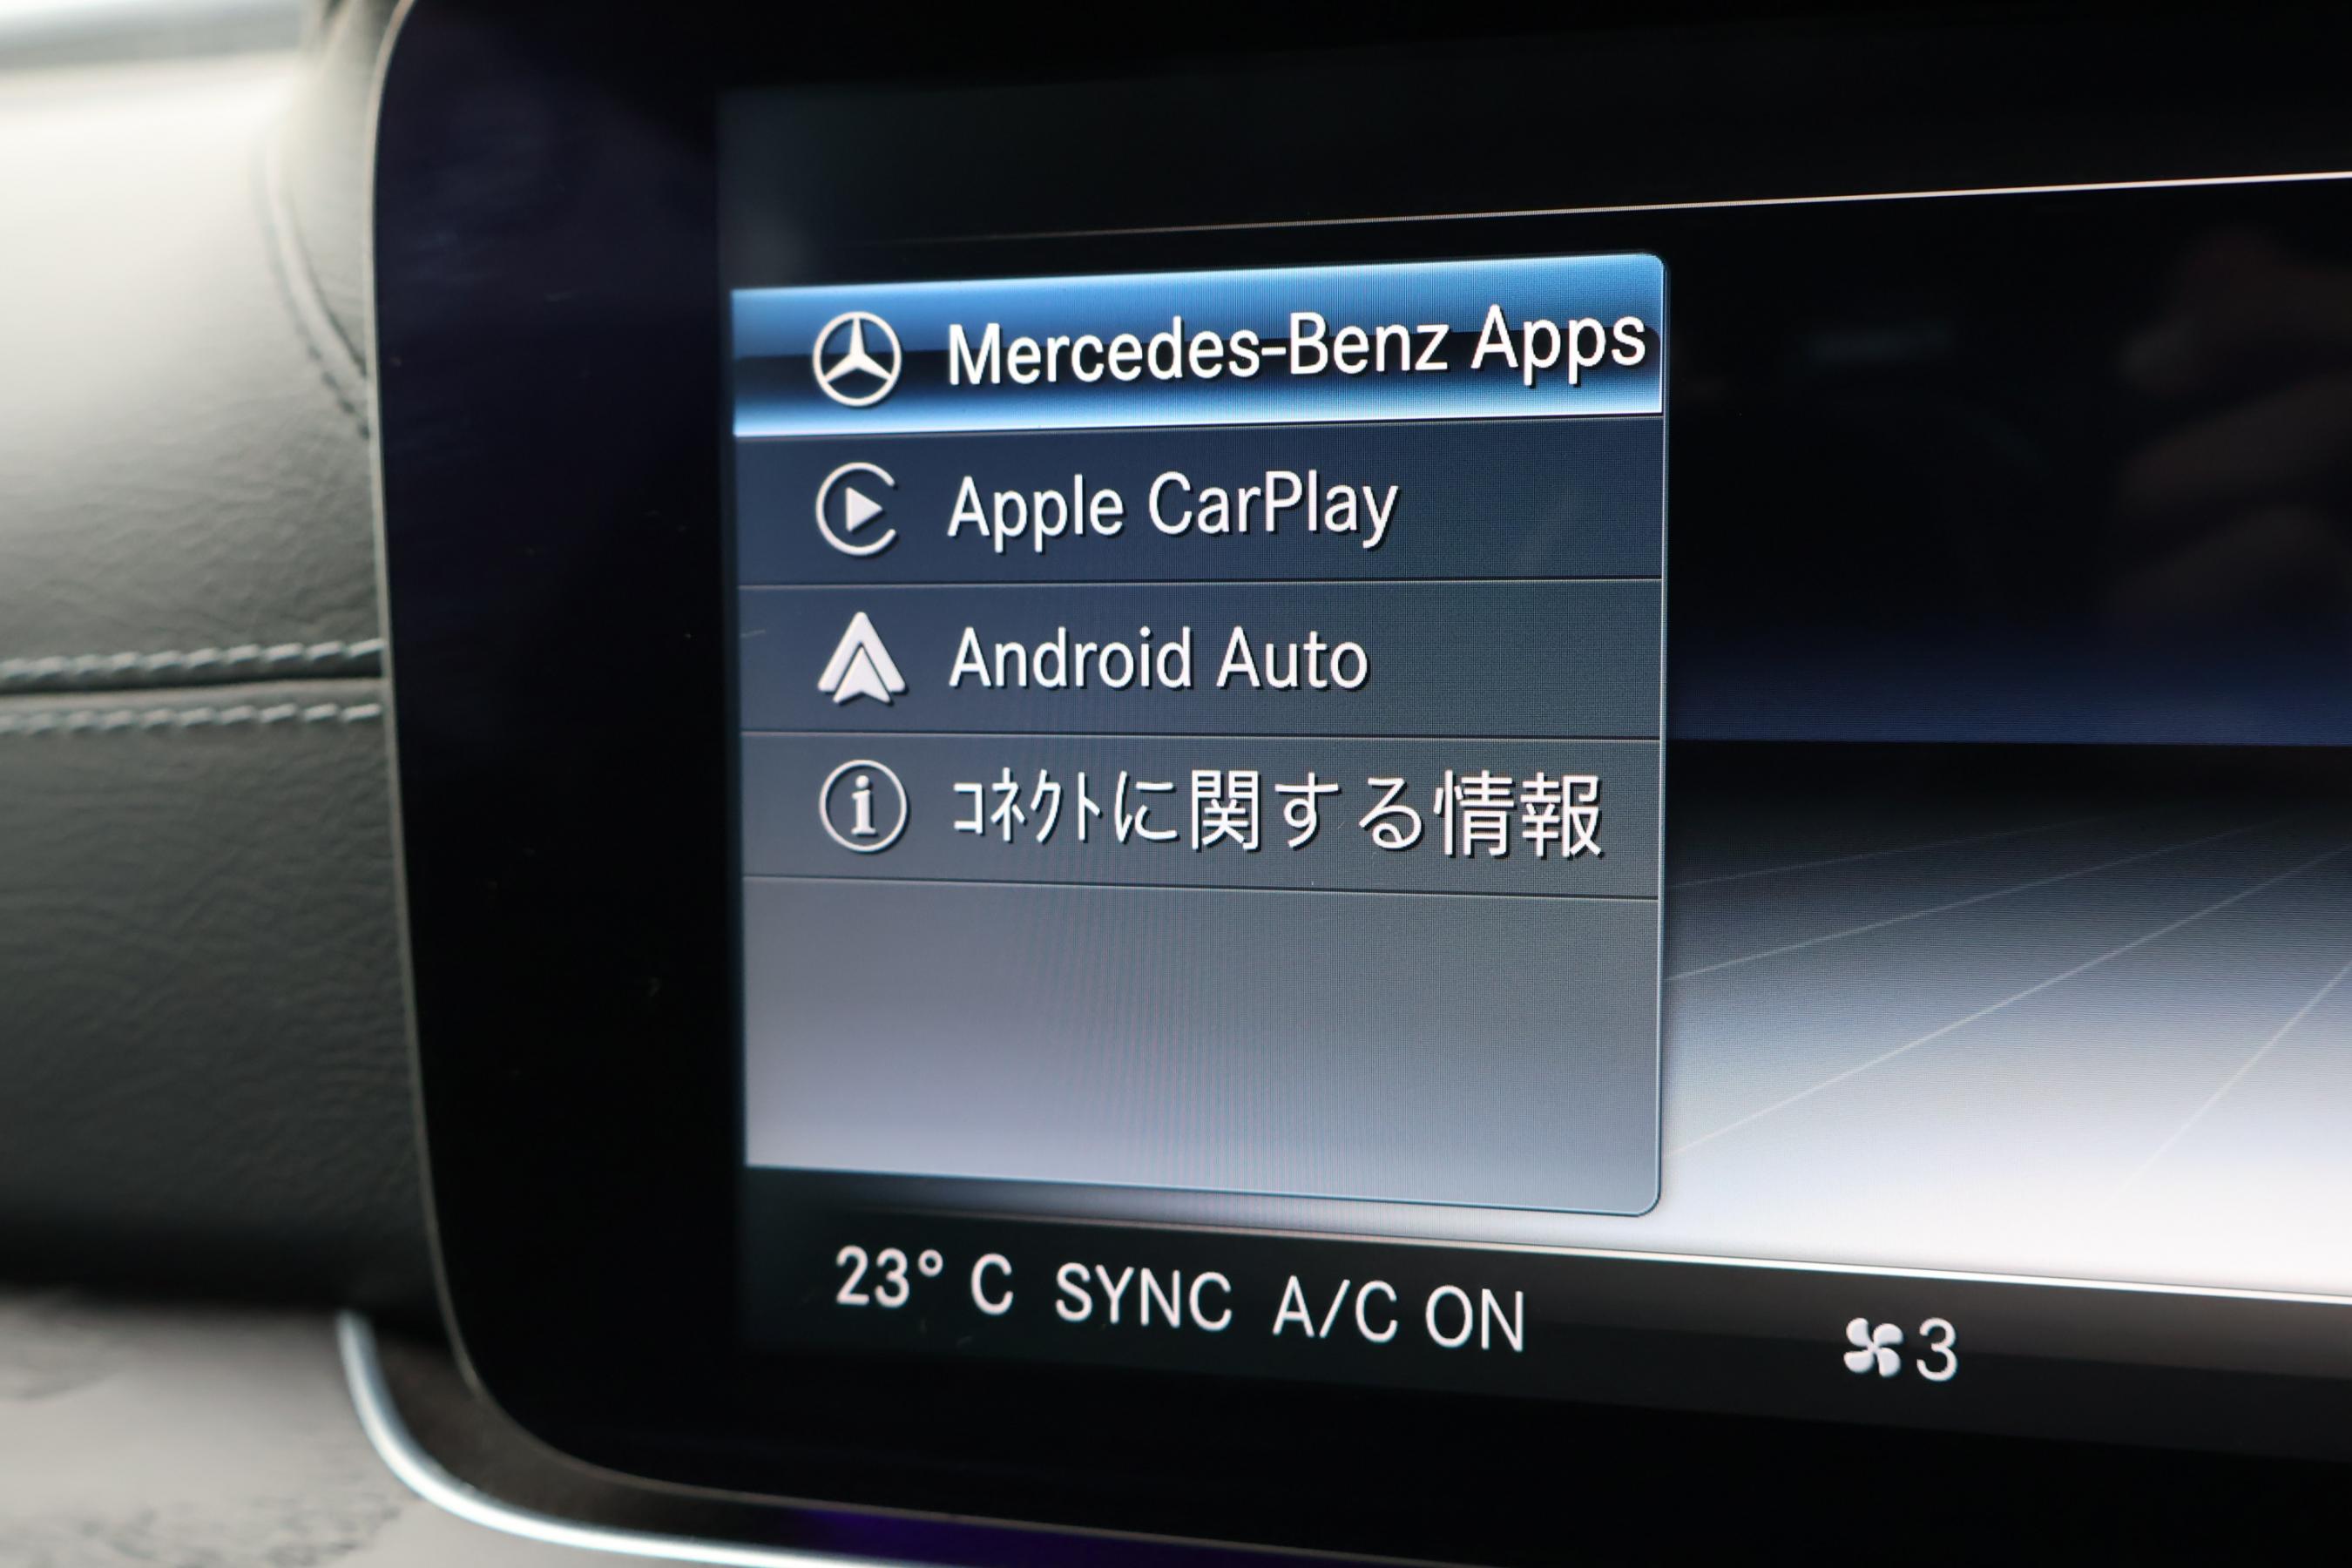 Mercedes-Benz Apps
Apple CarPlay
Android Auto
ｺﾈｸﾄに関する情報
23° C SYNC A/C ON 3